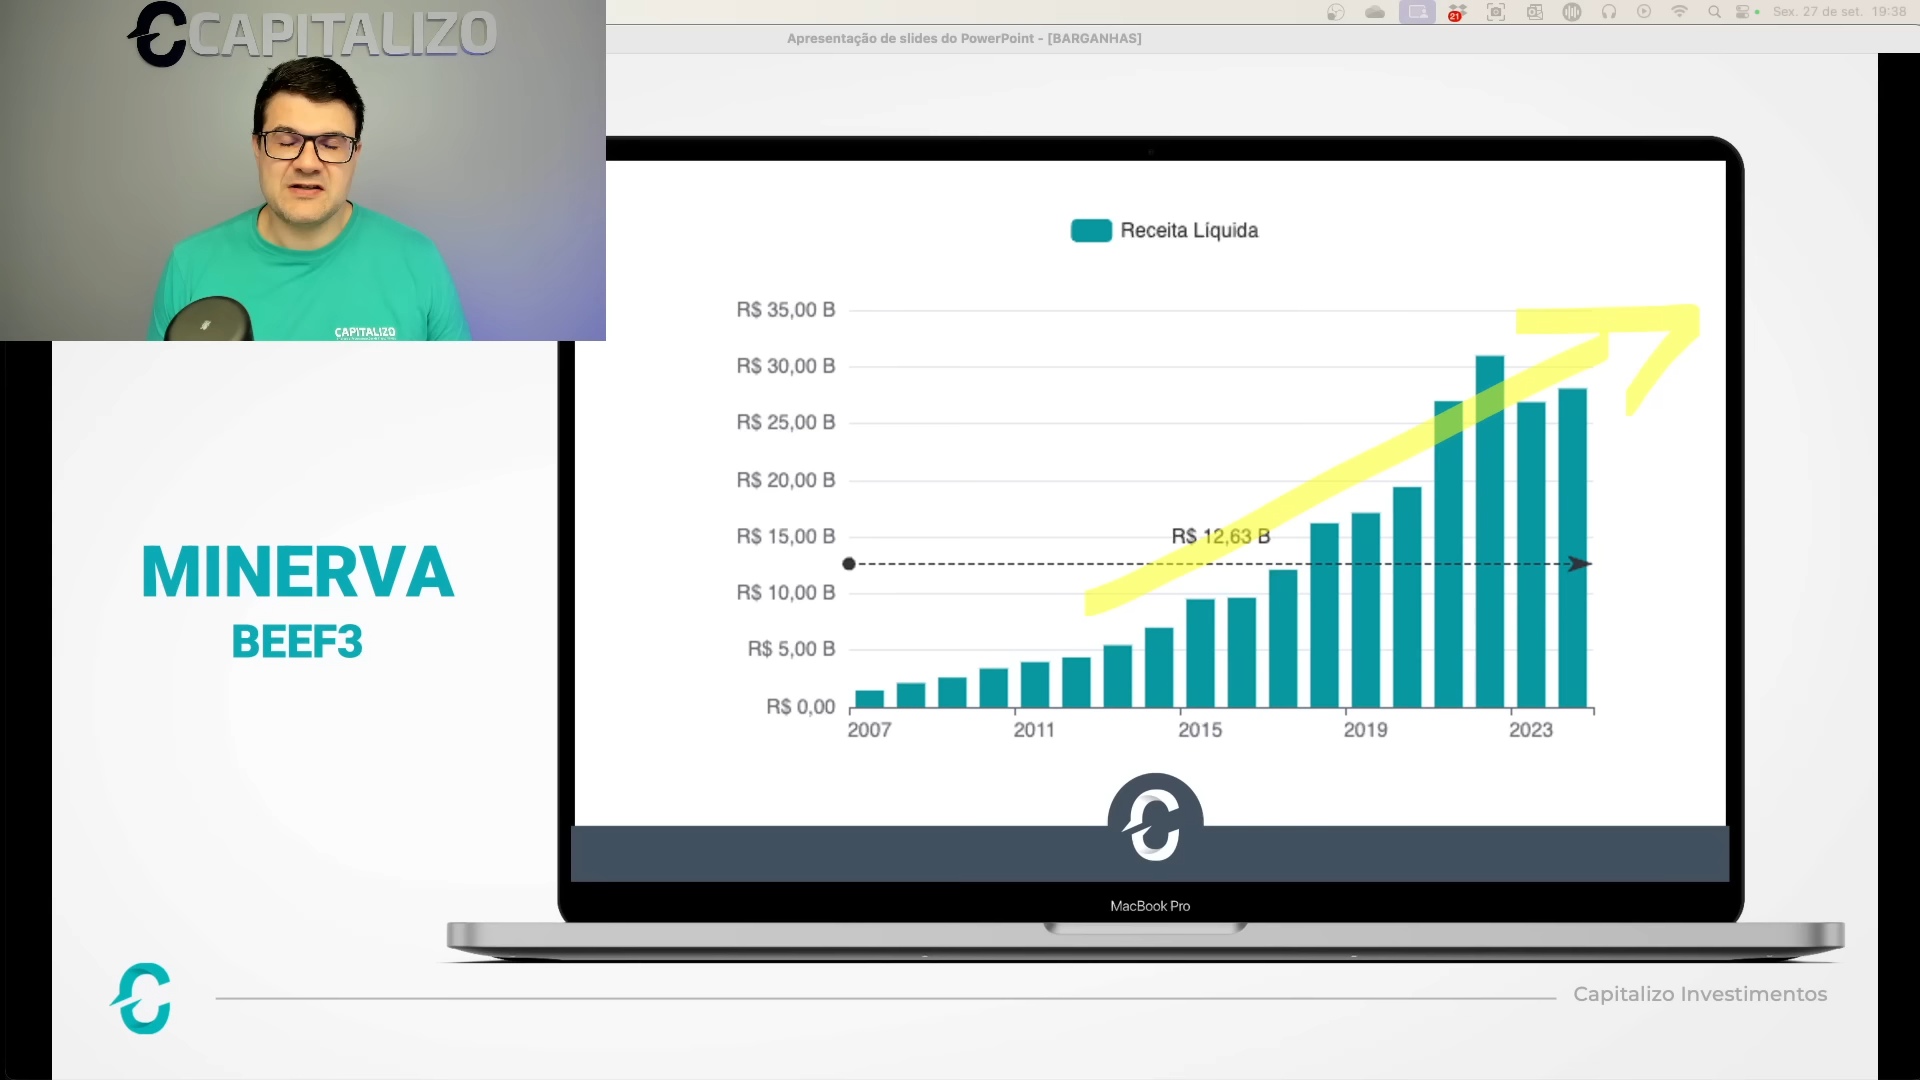 CAPITALIZO
CAPITALIZO
21
Sex. 27 de set. 19:38
Apresentação de slides do PowerPoint - [BARGANHAS]
Receita Líquida
R$ 35,00 B
R$ 30,00 B
R$ 25,00 B
R$ 20,00 B
R$ 15,00 B
R$ 12,63 B
R$ 10,00 B
R$ 5,00 B
R$ 0,00
2007
2011
2015
2019
2023
MINERVA
BEEF3
MacBook Pro
Capitalizo Investimentos